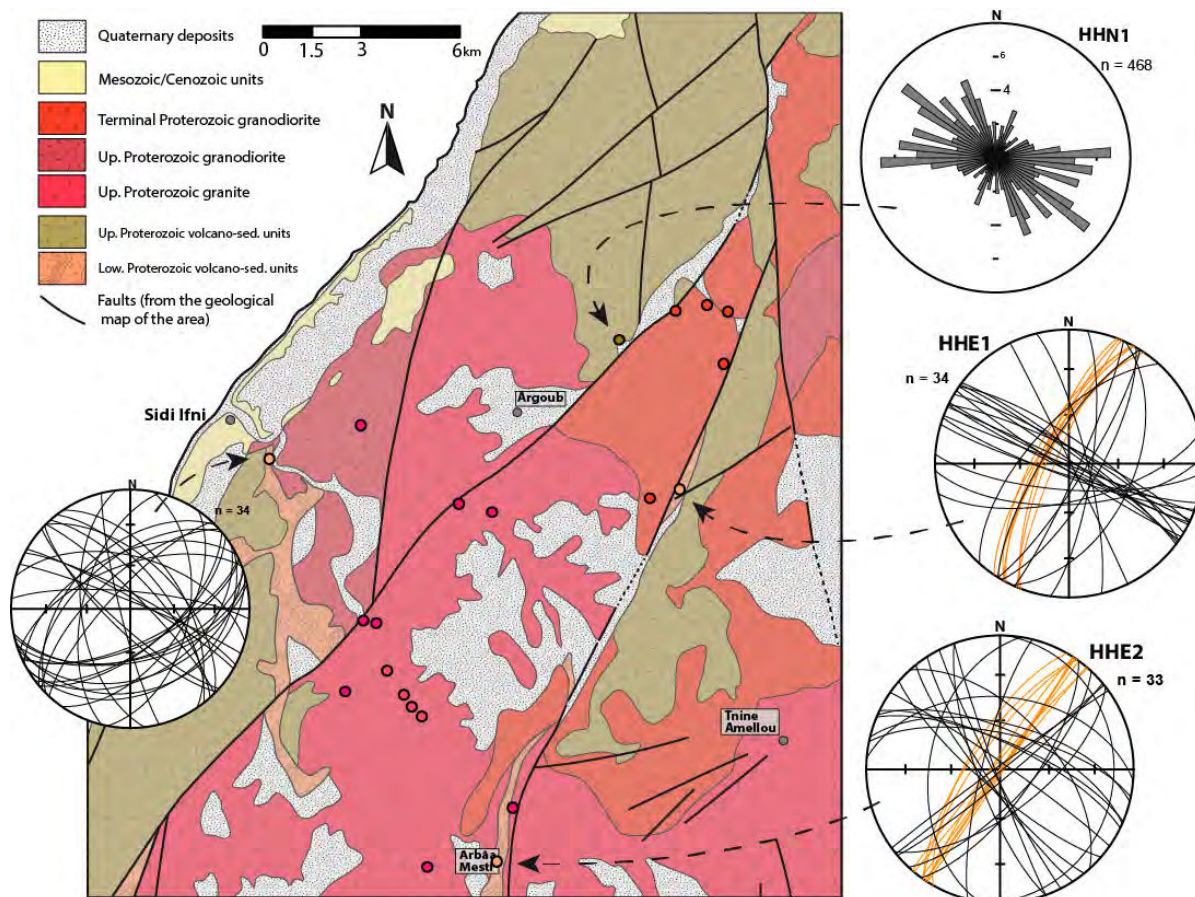 Quaternary deposits
Mesozoic/Cenozoic units
Terminal Proterozoic granodiorite
Up. Proterozoic granodiorite
Up. Proterozoic granite
Up. Proterozoic volcano-sed. units
Low. Proterozoic volcano-sed. units
Faults (from the geological
map of the area)
0 1.5 3 6km
N
Sidi Ifni
Argoub
Tnine
Amellou
Arbâa
Mesti
N
n = 34
N
HHN1
n = 468
6
4
N
HHE1
n = 34
N
HHE2
n = 33